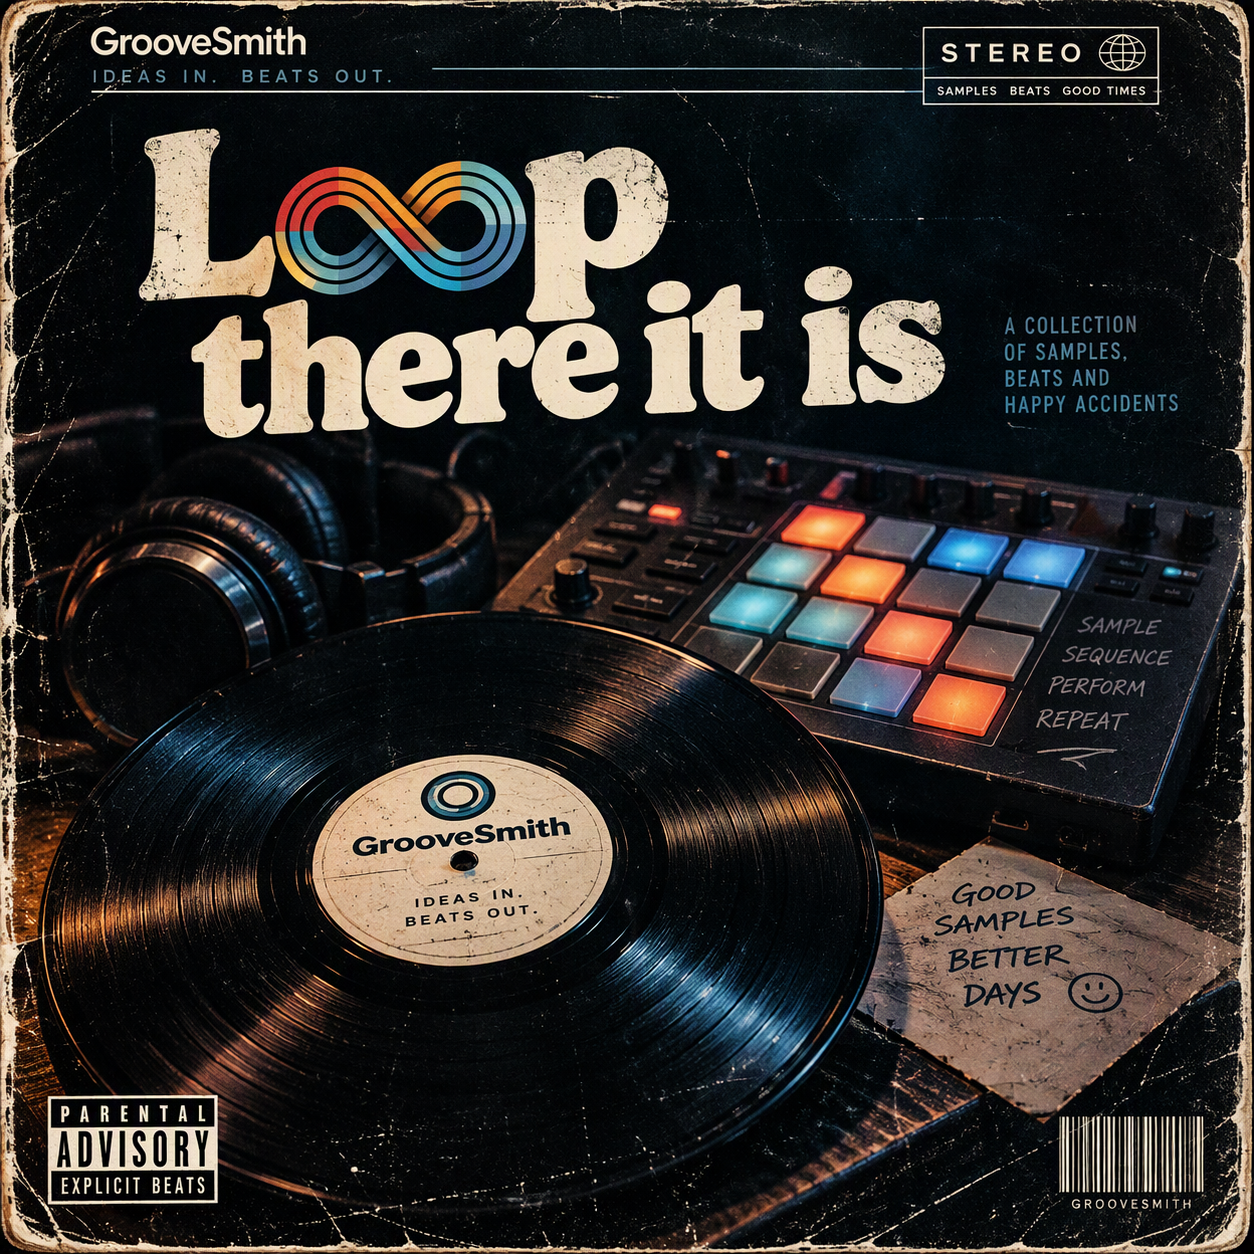 GrooveSmith
IDEAS IN. BEATS OUT.
STEREO
SAMPLES BEATS GOOD TIMES
Loop
there it is
A COLLECTION
OF SAMPLES,
BEATS AND
HAPPY ACCIDENTS
SAMPLE
SEQUENCE
PERFORM
REPEAT
GrooveSmith
IDEAS IN.
BEATS OUT.
GOOD
SAMPLES
BETTER
DAYS
PARENTAL
ADVISORY
EXPLICIT BEATS
GROOVESMITH